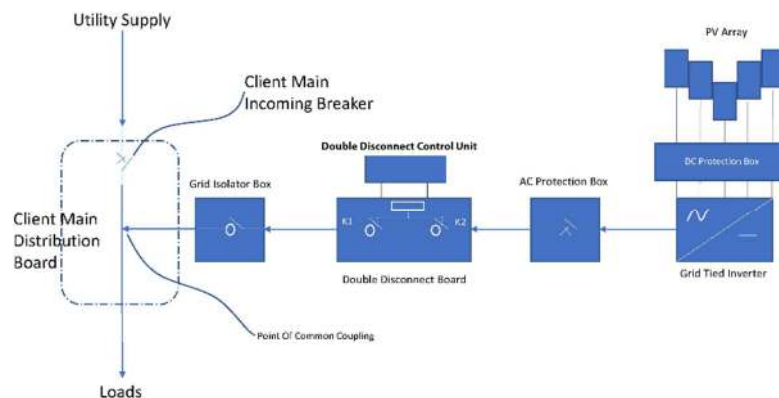 Utility Supply
PV Array
Client Main
Incoming Breaker
Double Disconnect Control Unit
DC Protection Box
Grid Isolator Box
AC Protection Box
K1
K2
Client Main
Distribution
Board
Double Disconnect Board
Grid Tied Inverter
Point Of Common Coupling
Loads